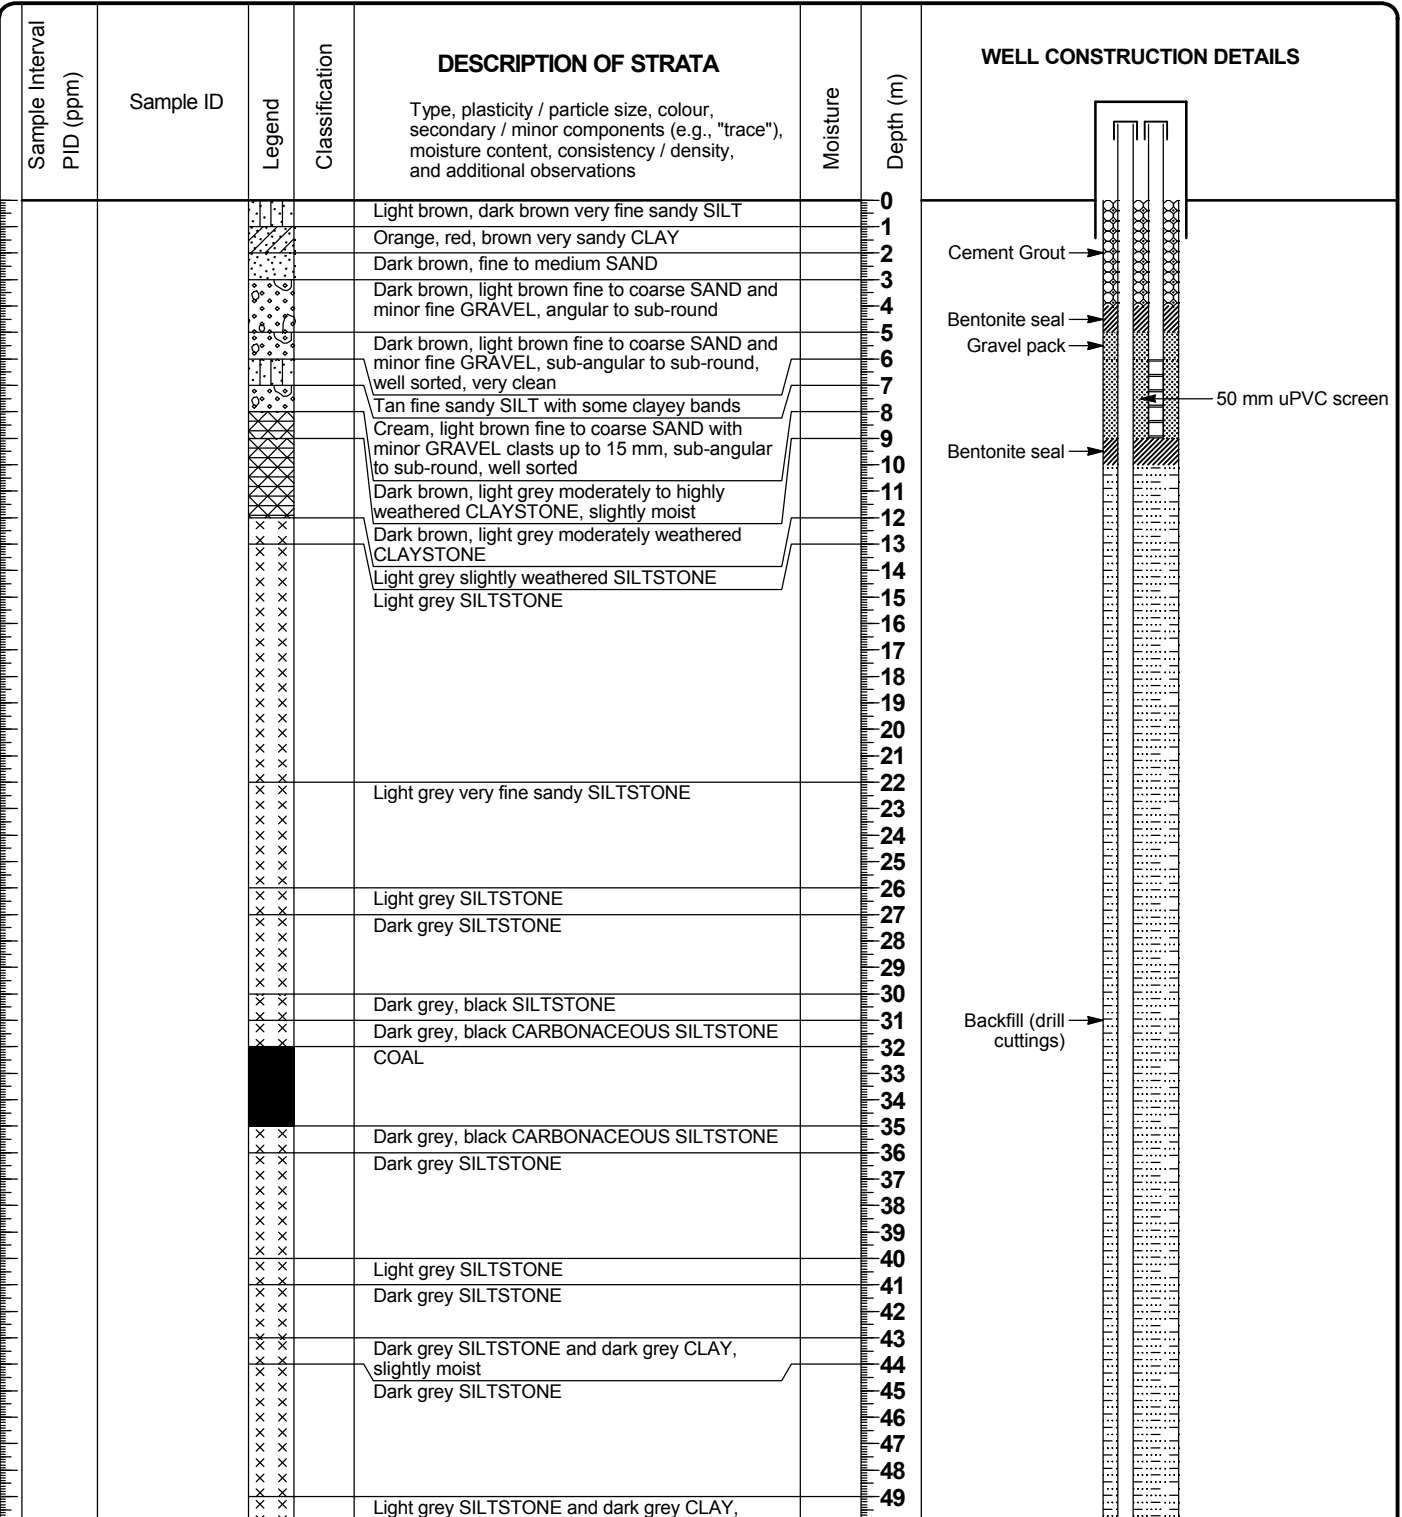 Sample Interval
PID (ppm)
Sample ID
Legend
Classification
DESCRIPTION OF STRATA
Type, plasticity / particle size, colour,
secondary / minor components (e.g., "trace"),
moisture content, consistency / density,
and additional observations
Moisture
Depth (m)
WELL CONSTRUCTION DETAILS
Light brown, dark brown very fine sandy SILT
Orange, red, brown very sandy CLAY
Dark brown, fine to medium SAND
Dark brown, light brown fine to coarse SAND and
minor fine GRAVEL, angular to sub-round
Dark brown, light brown fine to coarse SAND and
minor fine GRAVEL, sub-angular to sub-round,
well sorted, very clean
Tan fine sandy SILT with some clayey bands
Cream, light brown fine to coarse SAND with
minor GRAVEL clasts up to 15 mm, sub-angular
to sub-round, well sorted
Dark brown, light grey moderately to highly
weathered CLAYSTONE, slightly moist
Dark brown, light grey moderately weathered
CLAYSTONE
Light grey slightly weathered SILTSTONE
Light grey SILTSTONE
Light grey very fine sandy SILTSTONE
Light grey SILTSTONE
Dark grey SILTSTONE
Dark grey, black SILTSTONE
Dark grey, black CARBONACEOUS SILTSTONE
COAL
Dark grey, black CARBONACEOUS SILTSTONE
Dark grey SILTSTONE
Light grey SILTSTONE
Dark grey SILTSTONE
Dark grey SILTSTONE and dark grey CLAY,
slightly moist
Dark grey SILTSTONE
Light grey SILTSTONE and dark grey CLAY,
0
1
2
3
4
5
6
7
8
9
10
11
12
13
14
15
16
17
18
19
20
21
22
23
24
25
26
27
28
29
30
31
32
33
34
35
36
37
38
39
40
41
42
43
44
45
46
47
48
49
Cement Grout
Bentonite seal
Gravel pack
50 mm uPVC screen
Bentonite seal
Backfill (drill
cuttings)